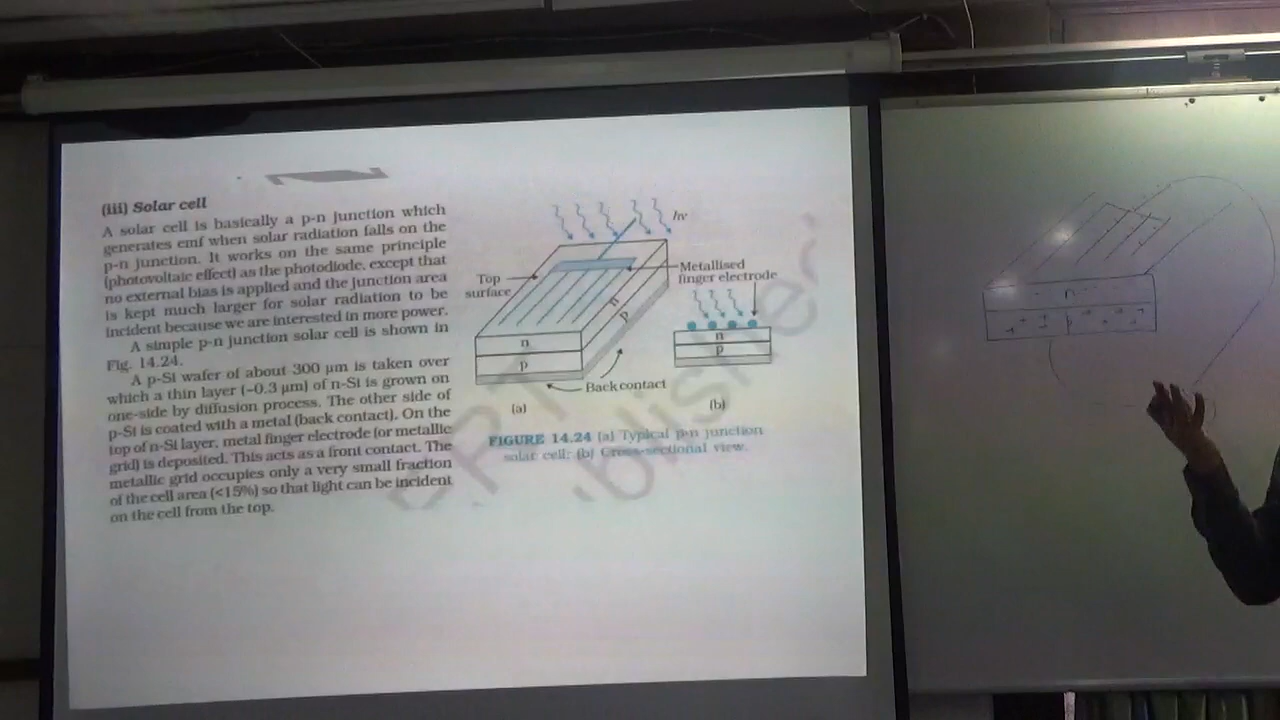 (iii) Solar cell
A solar cell is basically a p-n junction which
generates emf when solar radiation falls on the
p-n junction. It works on the same principle
(photovoltaic effect) as the photodiode, except that
no external bias is applied and the junction area
is kept much larger for solar radiation to be
incident because we are interested in more power.
A simple p-n junction solar cell is shown in
Fig. 14.24.
A p-Si wafer of about 300 μm is taken over
which a thin layer (~0.3 μm) of n-Si is grown on
one-side by diffusion process. The other side of
p-Si is coated with a metal (back contact). On the
top of n-Si layer, metal finger electrode (or metallic
grid) is deposited. This acts as a front contact. The
metallic grid occupies only a very small fraction
of the cell area (<15%) so that light can be incident
on the cell from the top.
hν
Top
surface
Metallised
finger electrode
n
p
n
p
n
p
Back contact
(a)
(b)
FIGURE 14.24 (a) Typical p-n junction
solar cell; (b) Cross-sectional view.
n
p